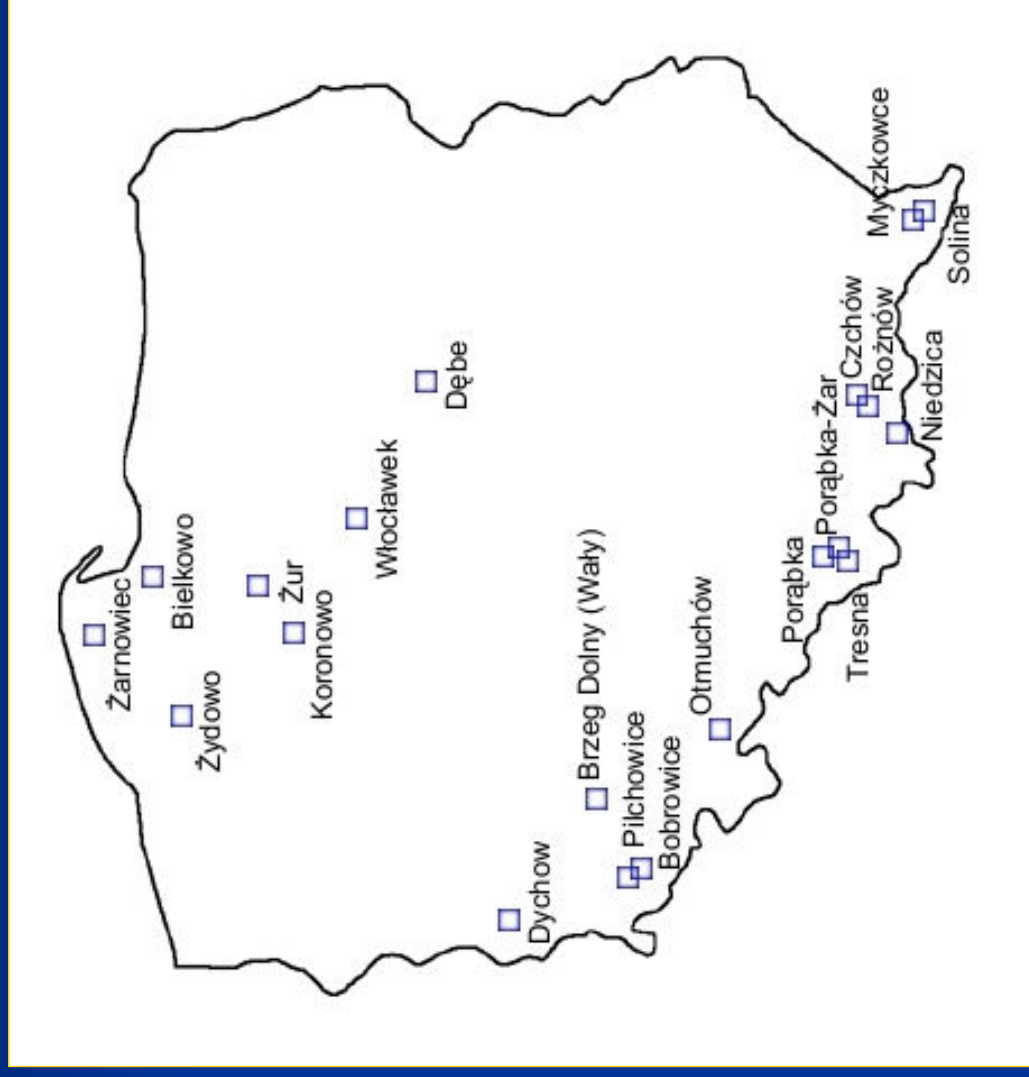 Żarnowiec
Bielkowo
Żydowo
Żur
Koronowo
Włocławek
Dębe
Dychow
Brzeg Dolny (Wały)
Pilchowice
Bobrowice
Otmuchów
Porąbka
Porąbka-Żar
Czchów
Tresna
Myczkowce
Rożnów
Niedzica
Solina